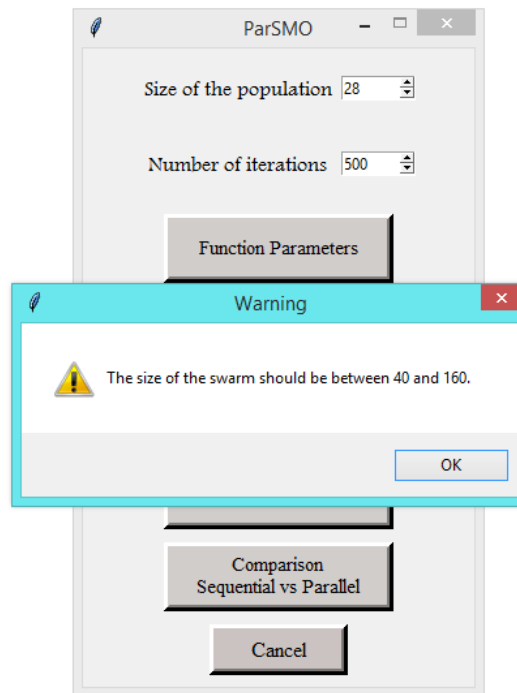 ParSMO
Size of the population 28
Number of iterations 500
Function Parameters
Warning
The size of the swarm should be between 40 and 160.
OK
Comparison
Sequential vs Parallel
Cancel